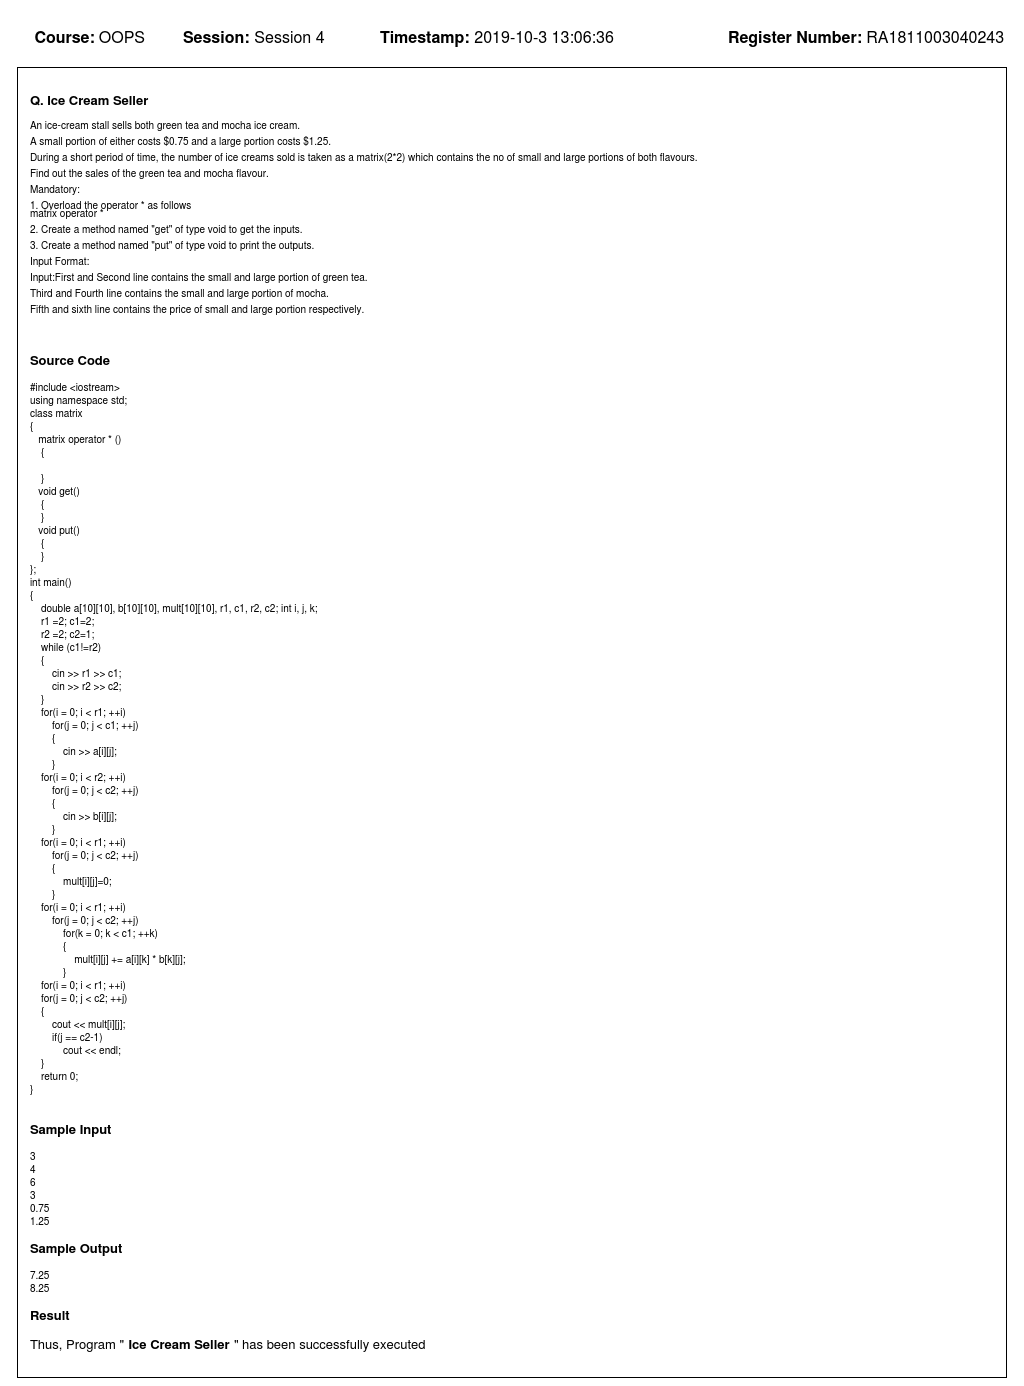 Course: OOPS Session: Session 4 Timestamp: 2019-10-3 13:06:36 Register Number: RA1811003040243
Q. Ice Cream Seller
An ice-cream stall sells both green tea and mocha ice cream.
A small portion of either costs $0.75 and a large portion costs $1.25.
During a short period of time, the number of ice creams sold is taken as a matrix(2*2) which contains the no of small and large portions of both flavours.
Find out the sales of the green tea and mocha flavour.
Mandatory:
1. Overload the operator * as follows
matrix operator *
2. Create a method named "get" of type void to get the inputs.
3. Create a method named "put" of type void to print the outputs.
Input Format:
Input:First and Second line contains the small and large portion of green tea.
Third and Fourth line contains the small and large portion of mocha.
Fifth and sixth line contains the price of small and large portion respectively.
Source Code
#include <iostream>
using namespace std;
class matrix
{
matrix operator * ()
{
}
void get()
{
}
void put()
{
}
};
int main()
{
double a[10][10], b[10][10], mult[10][10], r1, c1, r2, c2; int i, j, k;
r1 =2; c1=2;
r2 =2; c2=1;
while (c1!=r2)
{
cin >> r1 >> c1;
cin >> r2 >> c2;
}
for(i = 0; i < r1; ++i)
for(j = 0; j < c1; ++j)
{
cin >> a[i][j];
}
for(i = 0; i < r2; ++i)
for(j = 0; j < c2; ++j)
{
cin >> b[i][j];
}
for(i = 0; i < r1; ++i)
for(j = 0; j < c2; ++j)
{
mult[i][j]=0;
}
for(i = 0; i < r1; ++i)
for(j = 0; j < c2; ++j)
for(k = 0; k < c1; ++k)
{
mult[i][j] += a[i][k] * b[k][j];
}
for(i = 0; i < r1; ++i)
for(j = 0; j < c2; ++j)
{
cout << mult[i][j];
if(j == c2-1)
cout << endl;
}
return 0;
}
Sample Input
3
4
6
3
0.75
1.25
Sample Output
7.25
8.25
Result
Thus, Program " Ice Cream Seller " has been successfully executed